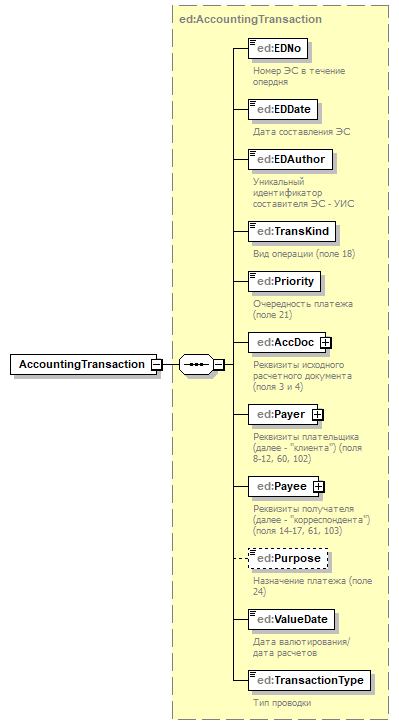 ed:AccountingTransaction
ed:EDNo
Номер ЭС в течение
опердня
ed:EDDate
Дата составления ЭС
ed:EDAuthor
Уникальный
идентификатор
составителя ЭС - УИС
ed:TransKind
Вид операции (поле 18)
ed:Priority
Очередность платежа
(поле 21)
AccountingTransaction
ed:AccDoc
Реквизиты исходного
расчетного документа
(поля 3 и 4)
ed:Payer
Реквизиты плательщика
(далее - "клиента") (поля
8-12, 60, 102)
ed:Payee
Реквизиты получателя
(далее - "корреспондента")
(поля 14-17, 61, 103)
ed:Purpose
Назначение платежа (поле
24)
ed:ValueDate
Дата валютирования/
дата расчетов
ed:TransactionType
Тип проводки